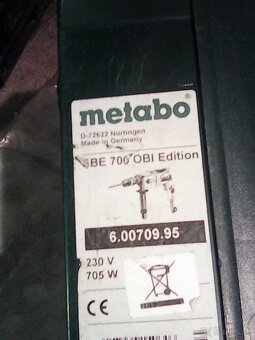 metabo®
D-72622 Nürtingen
Made in Germany
SBE 700 OBI Edition
6.00709.95
230 V
705 W
CE